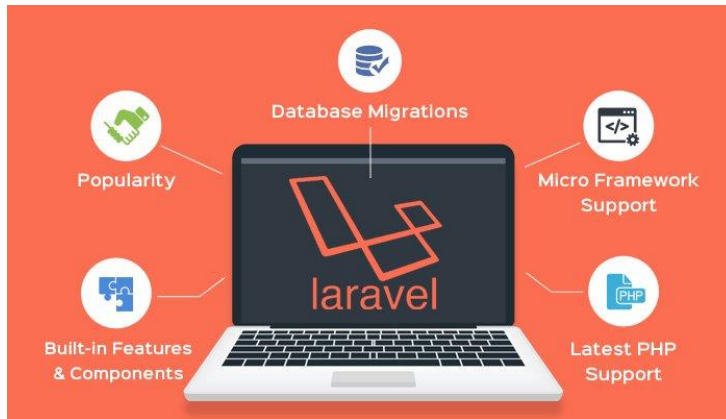 Database Migrations
Popularity
</>
Micro Framework
Support
laravel
Built-in Features
& Components
PHP
Latest PHP
Support